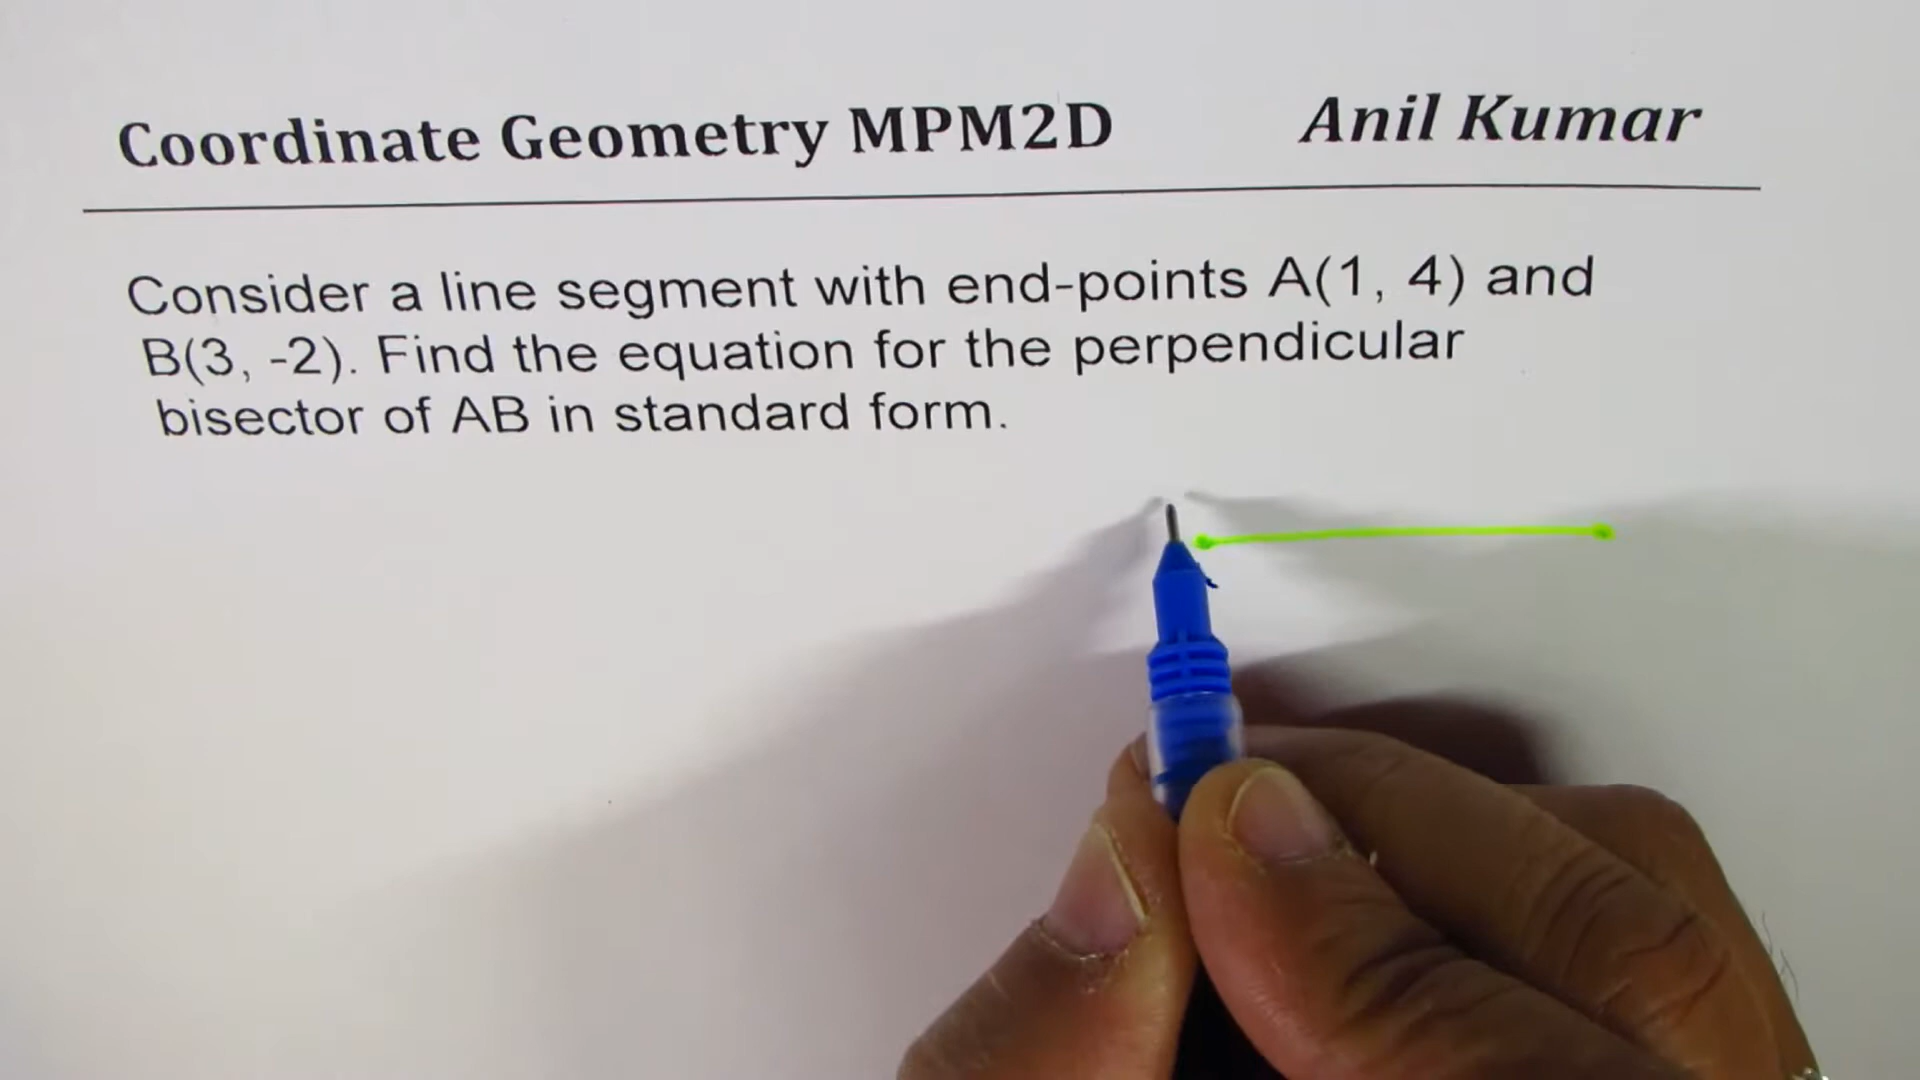 Coordinate Geometry MPM2D Anil Kumar
Consider a line segment with end-points A(1, 4) and
B(3, -2). Find the equation for the perpendicular
bisector of AB in standard form.